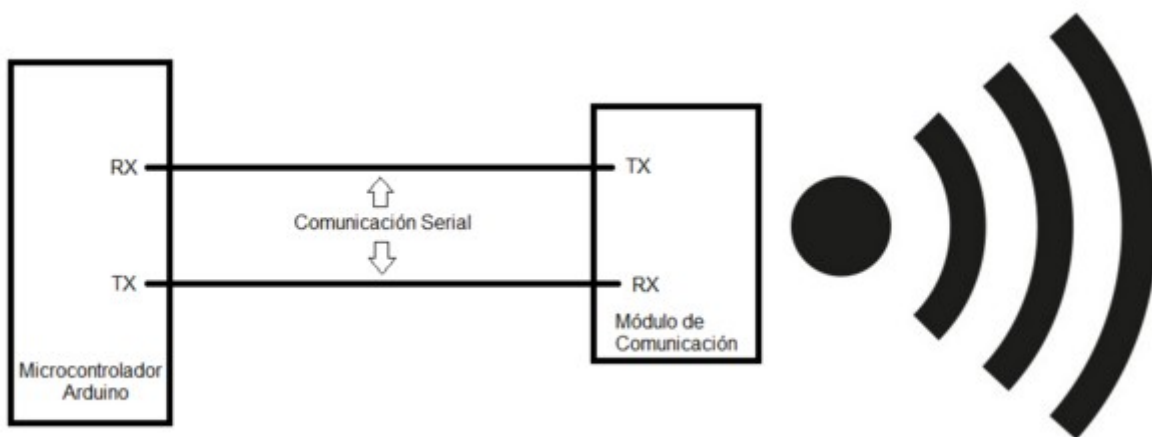 RX
TX
Comunicación Serial
TX
RX
Módulo de
Comunicación
Microcontrolador
Arduino